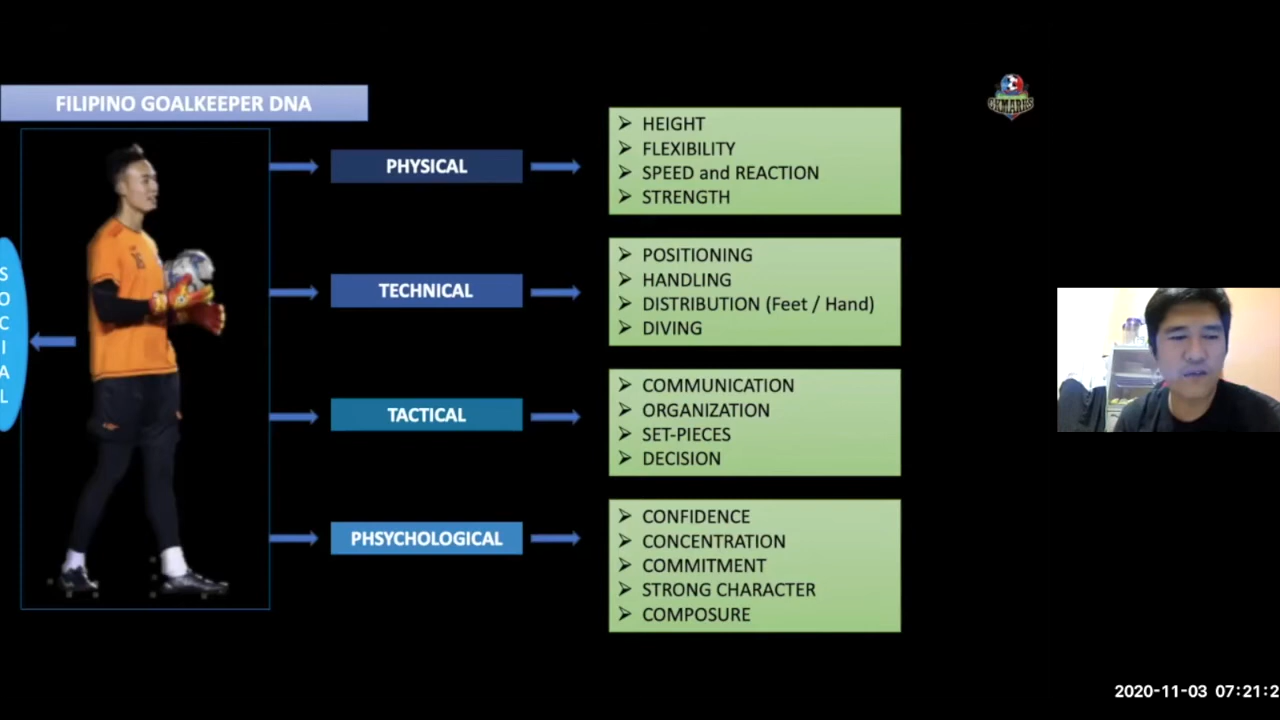 FILIPINO GOALKEEPER DNA
SOCIAL
PHYSICAL
HEIGHT
FLEXIBILITY
SPEED and REACTION
STRENGTH
TECHNICAL
POSITIONING
HANDLING
DISTRIBUTION (Feet / Hand)
DIVING
TACTICAL
COMMUNICATION
ORGANIZATION
SET-PIECES
DECISION
PHSYCHOLOGICAL
CONFIDENCE
CONCENTRATION
COMMITMENT
STRONG CHARACTER
COMPOSURE
GKMARKS
2020-11-03 07:21:2